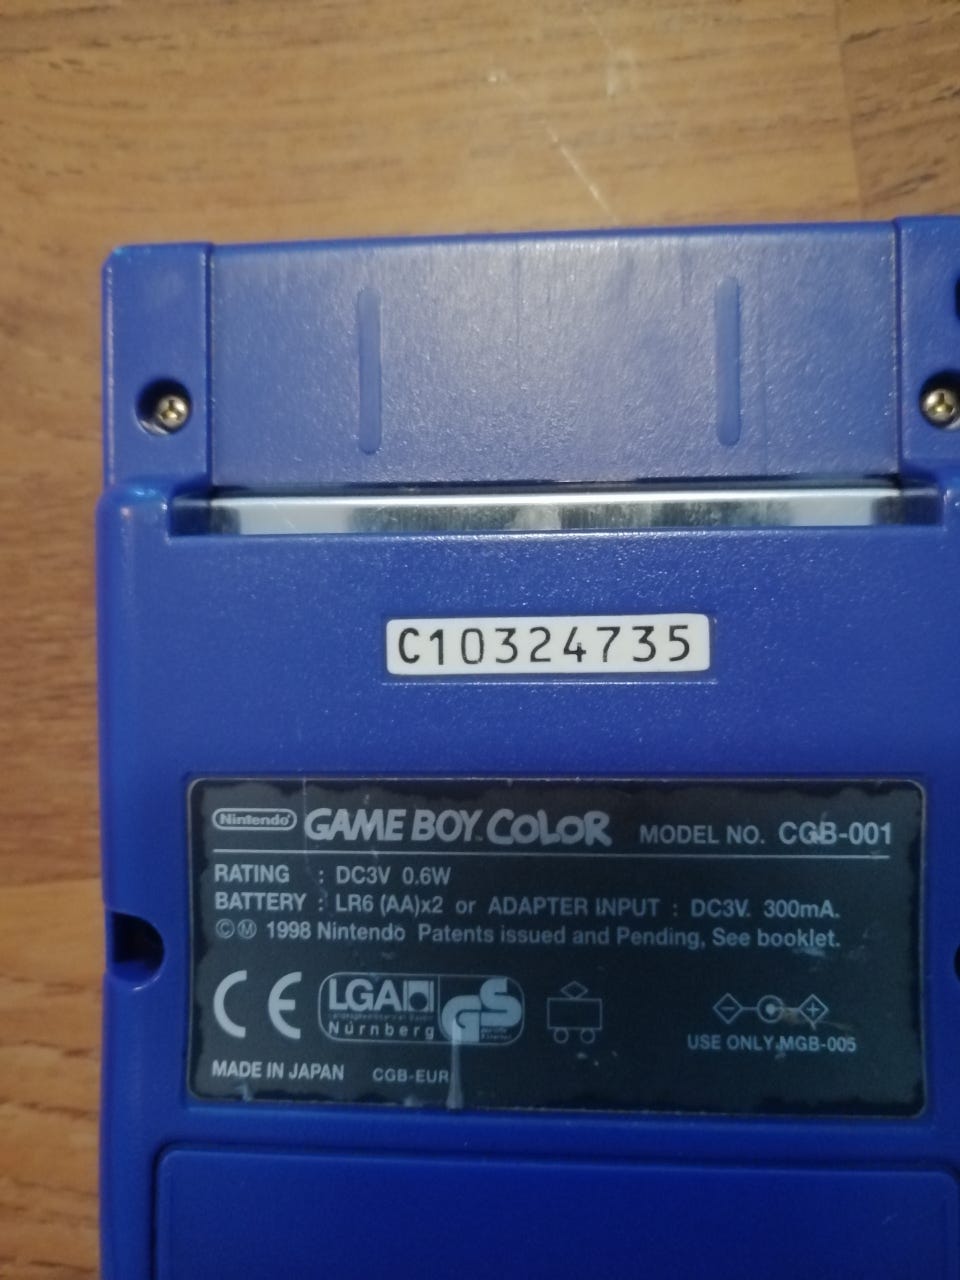 C10324735
Nintendo GAME BOY COLOR MODEL NO. CGB-001
RATING : DC3V 0.6W
BATTERY : LR6 (AA)x2 or ADAPTER INPUT : DC3V 300mA.
©Ⓜ 1998 Nintendo Patents issued and Pending, See booklet.
CE LGA GS
Nürnberg
USE ONLY MGB-005
MADE IN JAPAN CGB-EUR